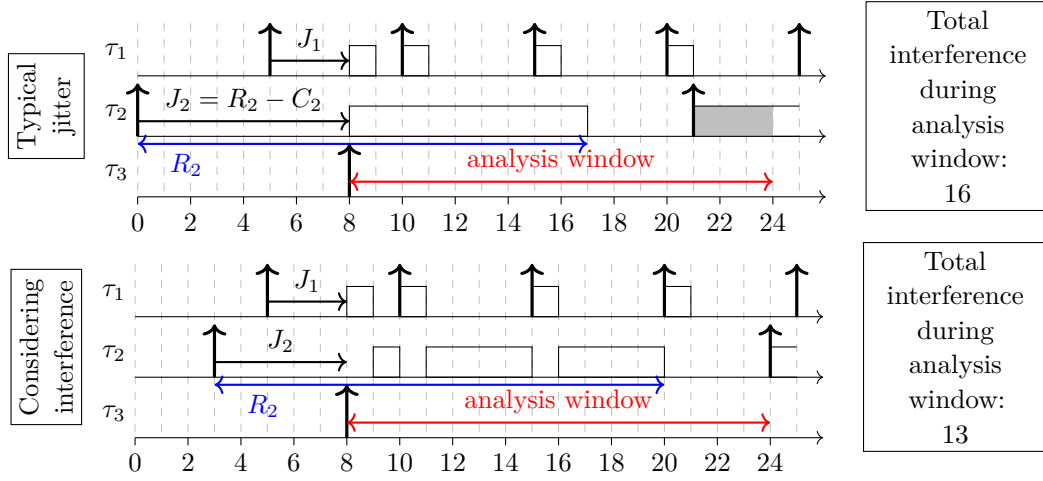 Typical
jitter
τ₁
J₁
τ₂
J₂ = R₂ − C₂
R₂
τ₃
analysis window
0 2 4 6 8 10 12 14 16 18 20 22 24
Total
interference
during
analysis
window:
16
Considering
interference
τ₁
J₁
τ₂
J₂
R₂
τ₃
analysis window
0 2 4 6 8 10 12 14 16 18 20 22 24
Total
interference
during
analysis
window:
13